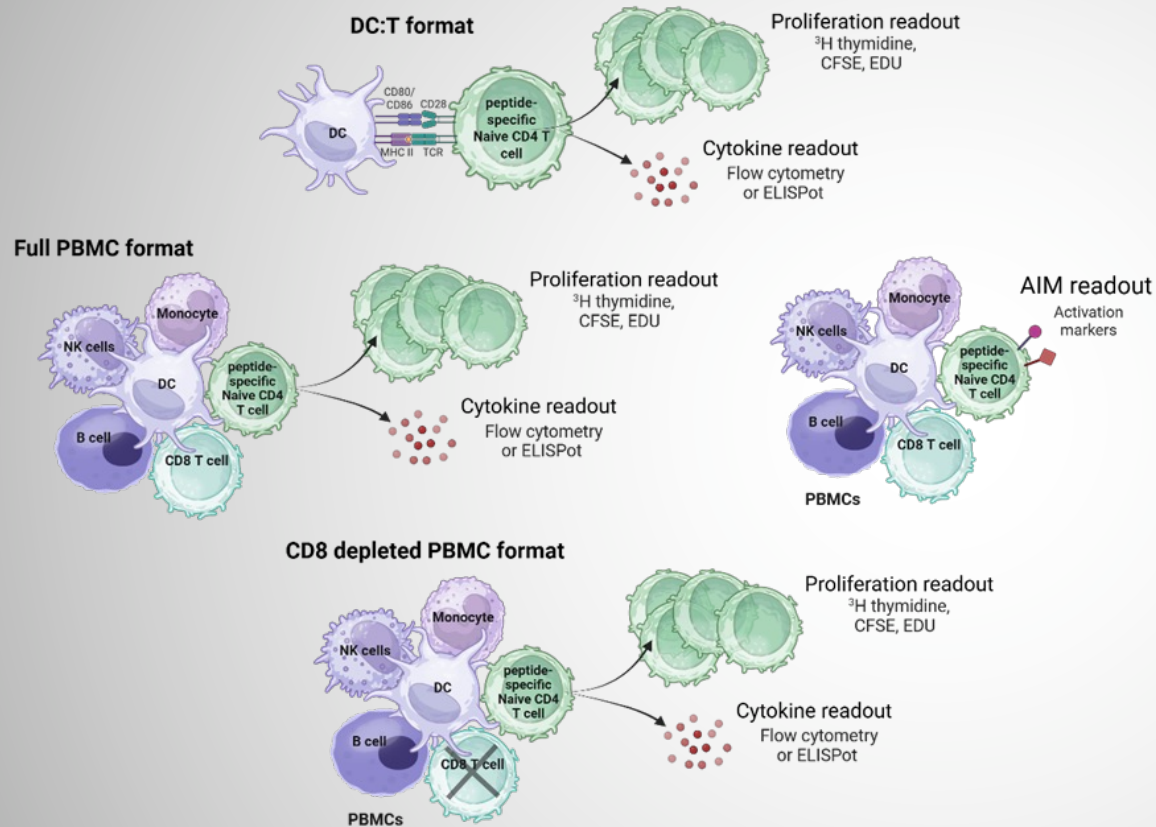 DC:T format
DC
CD80/
CD86
CD28
MHC II
TCR
peptide-
specific
Naive CD4 T
cell
Proliferation readout
³H thymidine,
CFSE, EDU
Cytokine readout
Flow cytometry
or ELISPot
Full PBMC format
Monocyte
NK cells
DC
B cell
CD8 T cell
peptide-
specific
Naive CD4
T cell
Proliferation readout
³H thymidine,
CFSE, EDU
Cytokine readout
Flow cytometry
or ELISPot
Monocyte
NK cells
DC
B cell
CD8 T cell
peptide-
specific
Naive CD4
T cell
AIM readout
Activation
markers
PBMCs
CD8 depleted PBMC format
Monocyte
NK cells
DC
B cell
CD8 T cell
peptide-
specific
Naive CD4
T cell
PBMCs
Proliferation readout
³H thymidine,
CFSE, EDU
Cytokine readout
Flow cytometry
or ELISPot